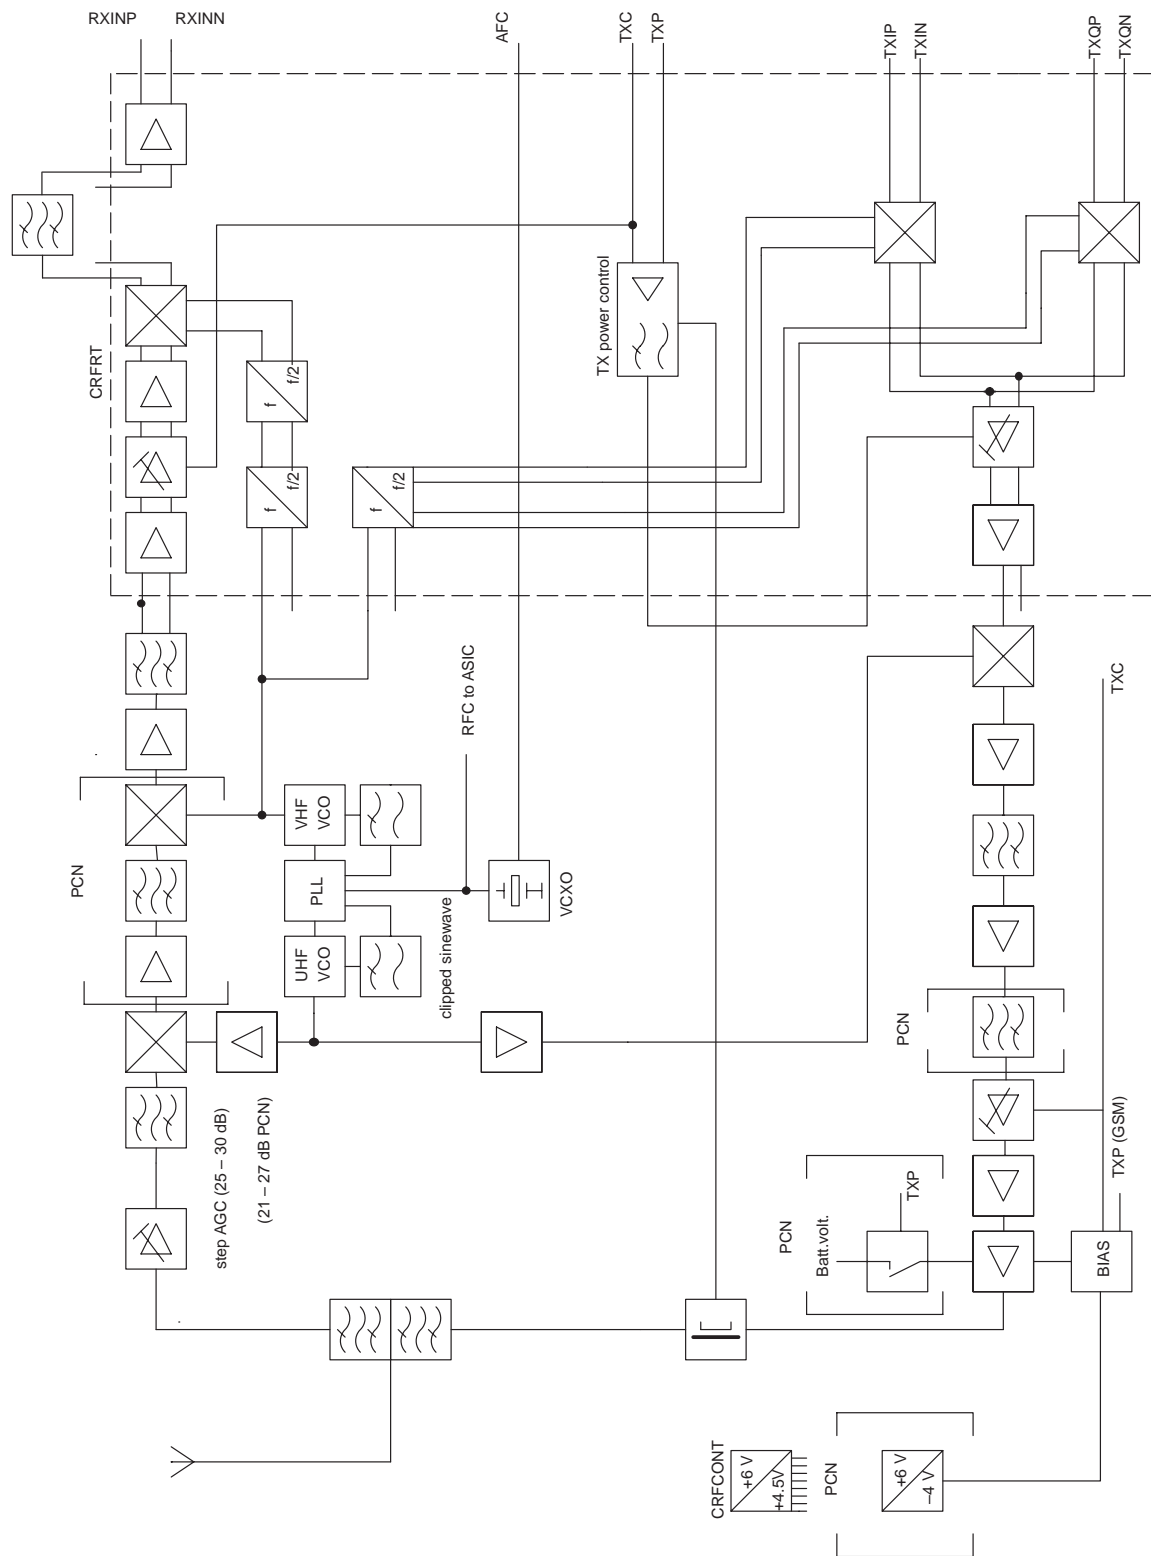 RXINP
RXINN
AFC
TXC
TXP
TXIP
TXIN
TXQP
TXQN
CRFRT
TX power control
f
f/2
f
f/2
f
f/2
PCN
VHF
VCO
PLL
UHF
VCO
RFC to ASIC
clipped sinewave
VCXO
TXC
PCN
step AGC (25 – 30 dB)
(21 – 27 dB PCN)
PCN
Batt.volt.
TXP
TXP (GSM)
BIAS
CRFCONT
+6 V
+4.5V
PCN
+6 V
–4 V